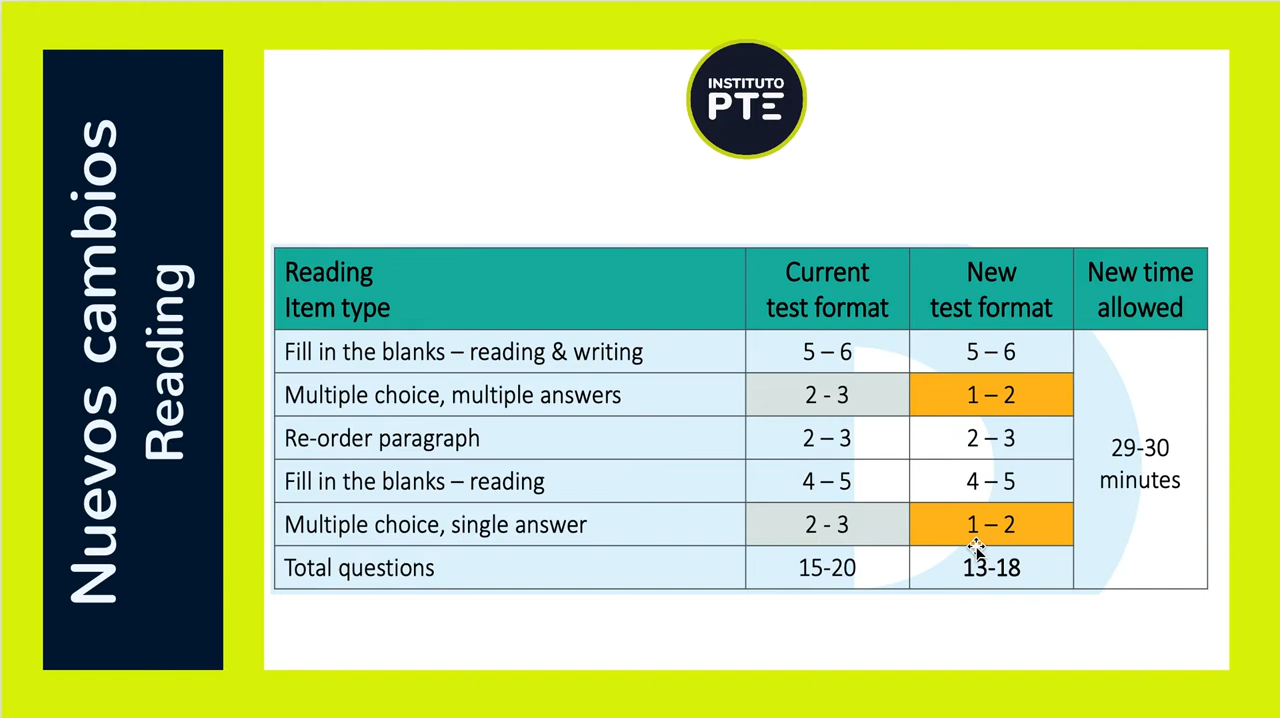 Nuevos cambios
Reading
INSTITUTO
PTE
Reading
Item type
Current
test format
New
test format
New time
allowed
Fill in the blanks – reading & writing
5 – 6
5 – 6
Multiple choice, multiple answers
2 - 3
1 – 2
Re-order paragraph
2 – 3
2 – 3
Fill in the blanks – reading
4 – 5
4 – 5
Multiple choice, single answer
2 - 3
1 – 2
Total questions
15-20
13-18
29-30
minutes